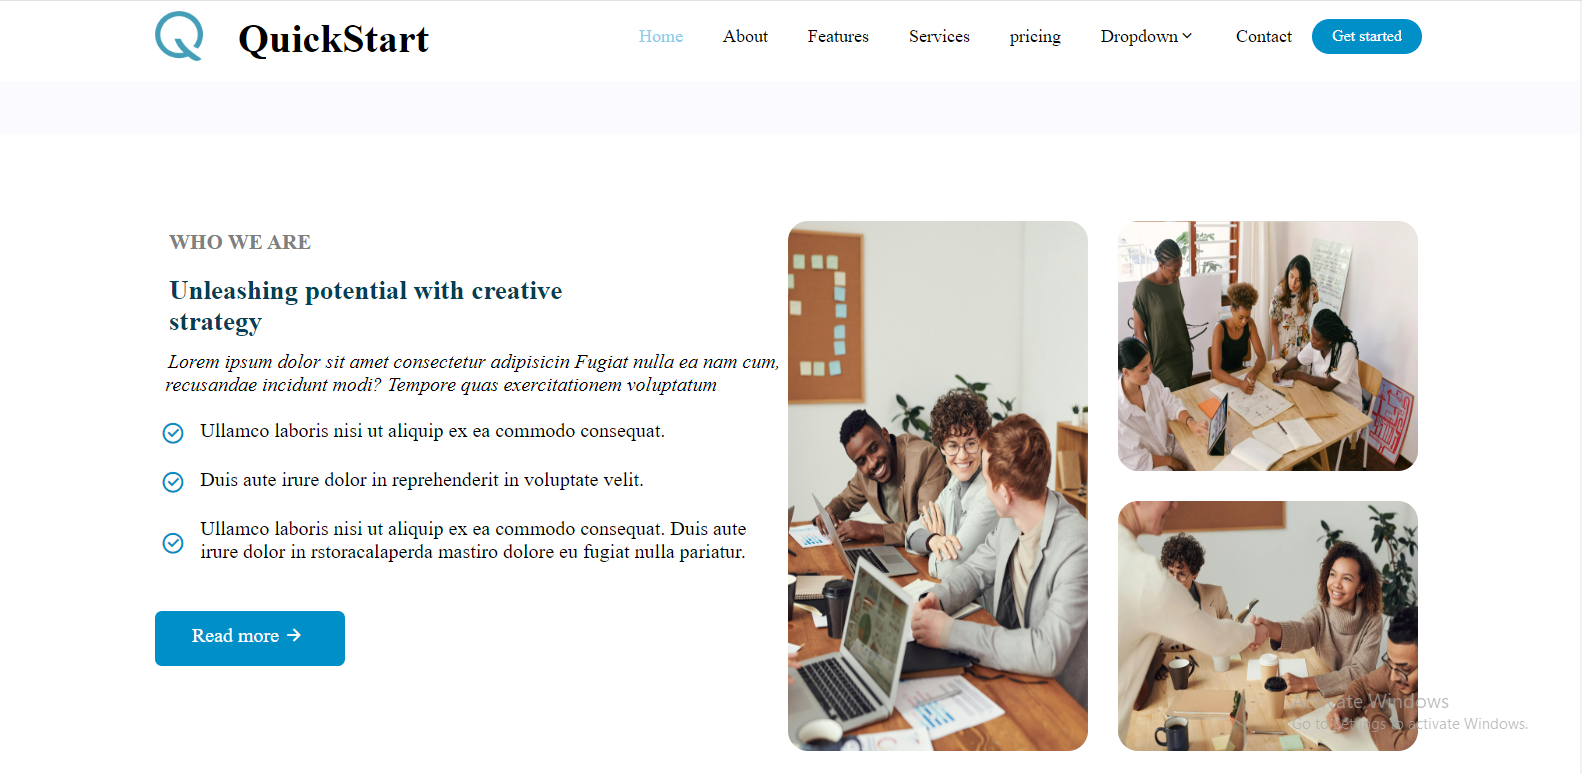 QuickStart
Home About Features Services pricing Dropdown Contact Get started
WHO WE ARE
Unleashing potential with creative
strategy
Lorem ipsum dolor sit amet consectetur adipisicin Fugiat nulla ea nam cum,
recusandae incidunt modi? Tempore quas exercitationem voluptatum
Ullamco laboris nisi ut aliquip ex ea commodo consequat.
Duis aute irure dolor in reprehenderit in voluptate velit.
Ullamco laboris nisi ut aliquip ex ea commodo consequat. Duis aute
irure dolor in rstoracalaperda mastiro dolore eu fugiat nulla pariatur.
Read more →
Activate Windows
Go to Settings to activate Windows.